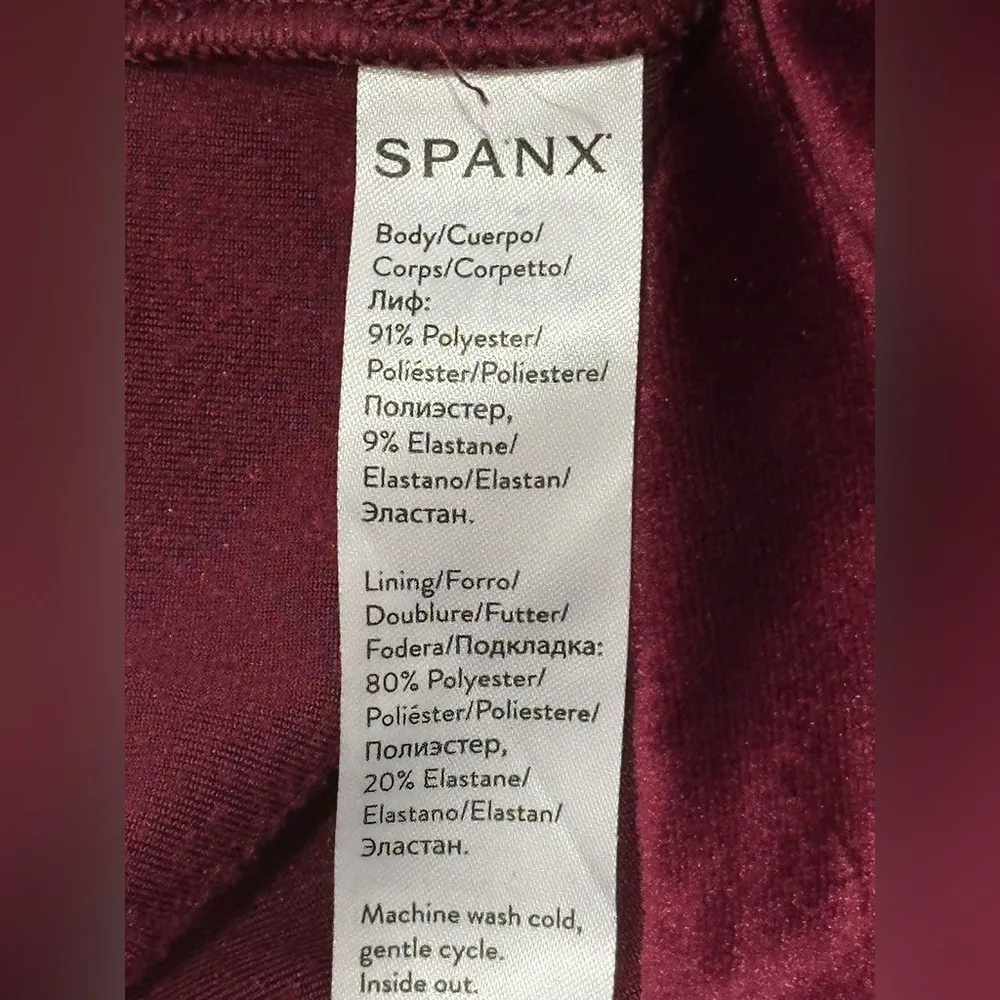 SPANX
Body/Cuerpo/
Corps/Corpetto/
Лиф:
91% Polyester/
Poliéster/Poliestere/
Полиэстер,
9% Elastane/
Elastano/Elastan/
Эластан.
Lining/Forro/
Doublure/Futter/
Fodera/Подкладка:
80% Polyester/
Poliéster/Poliestere/
Полиэстер,
20% Elastane/
Elastano/Elastan/
Эластан.
Machine wash cold,
gentle cycle.
Inside out.